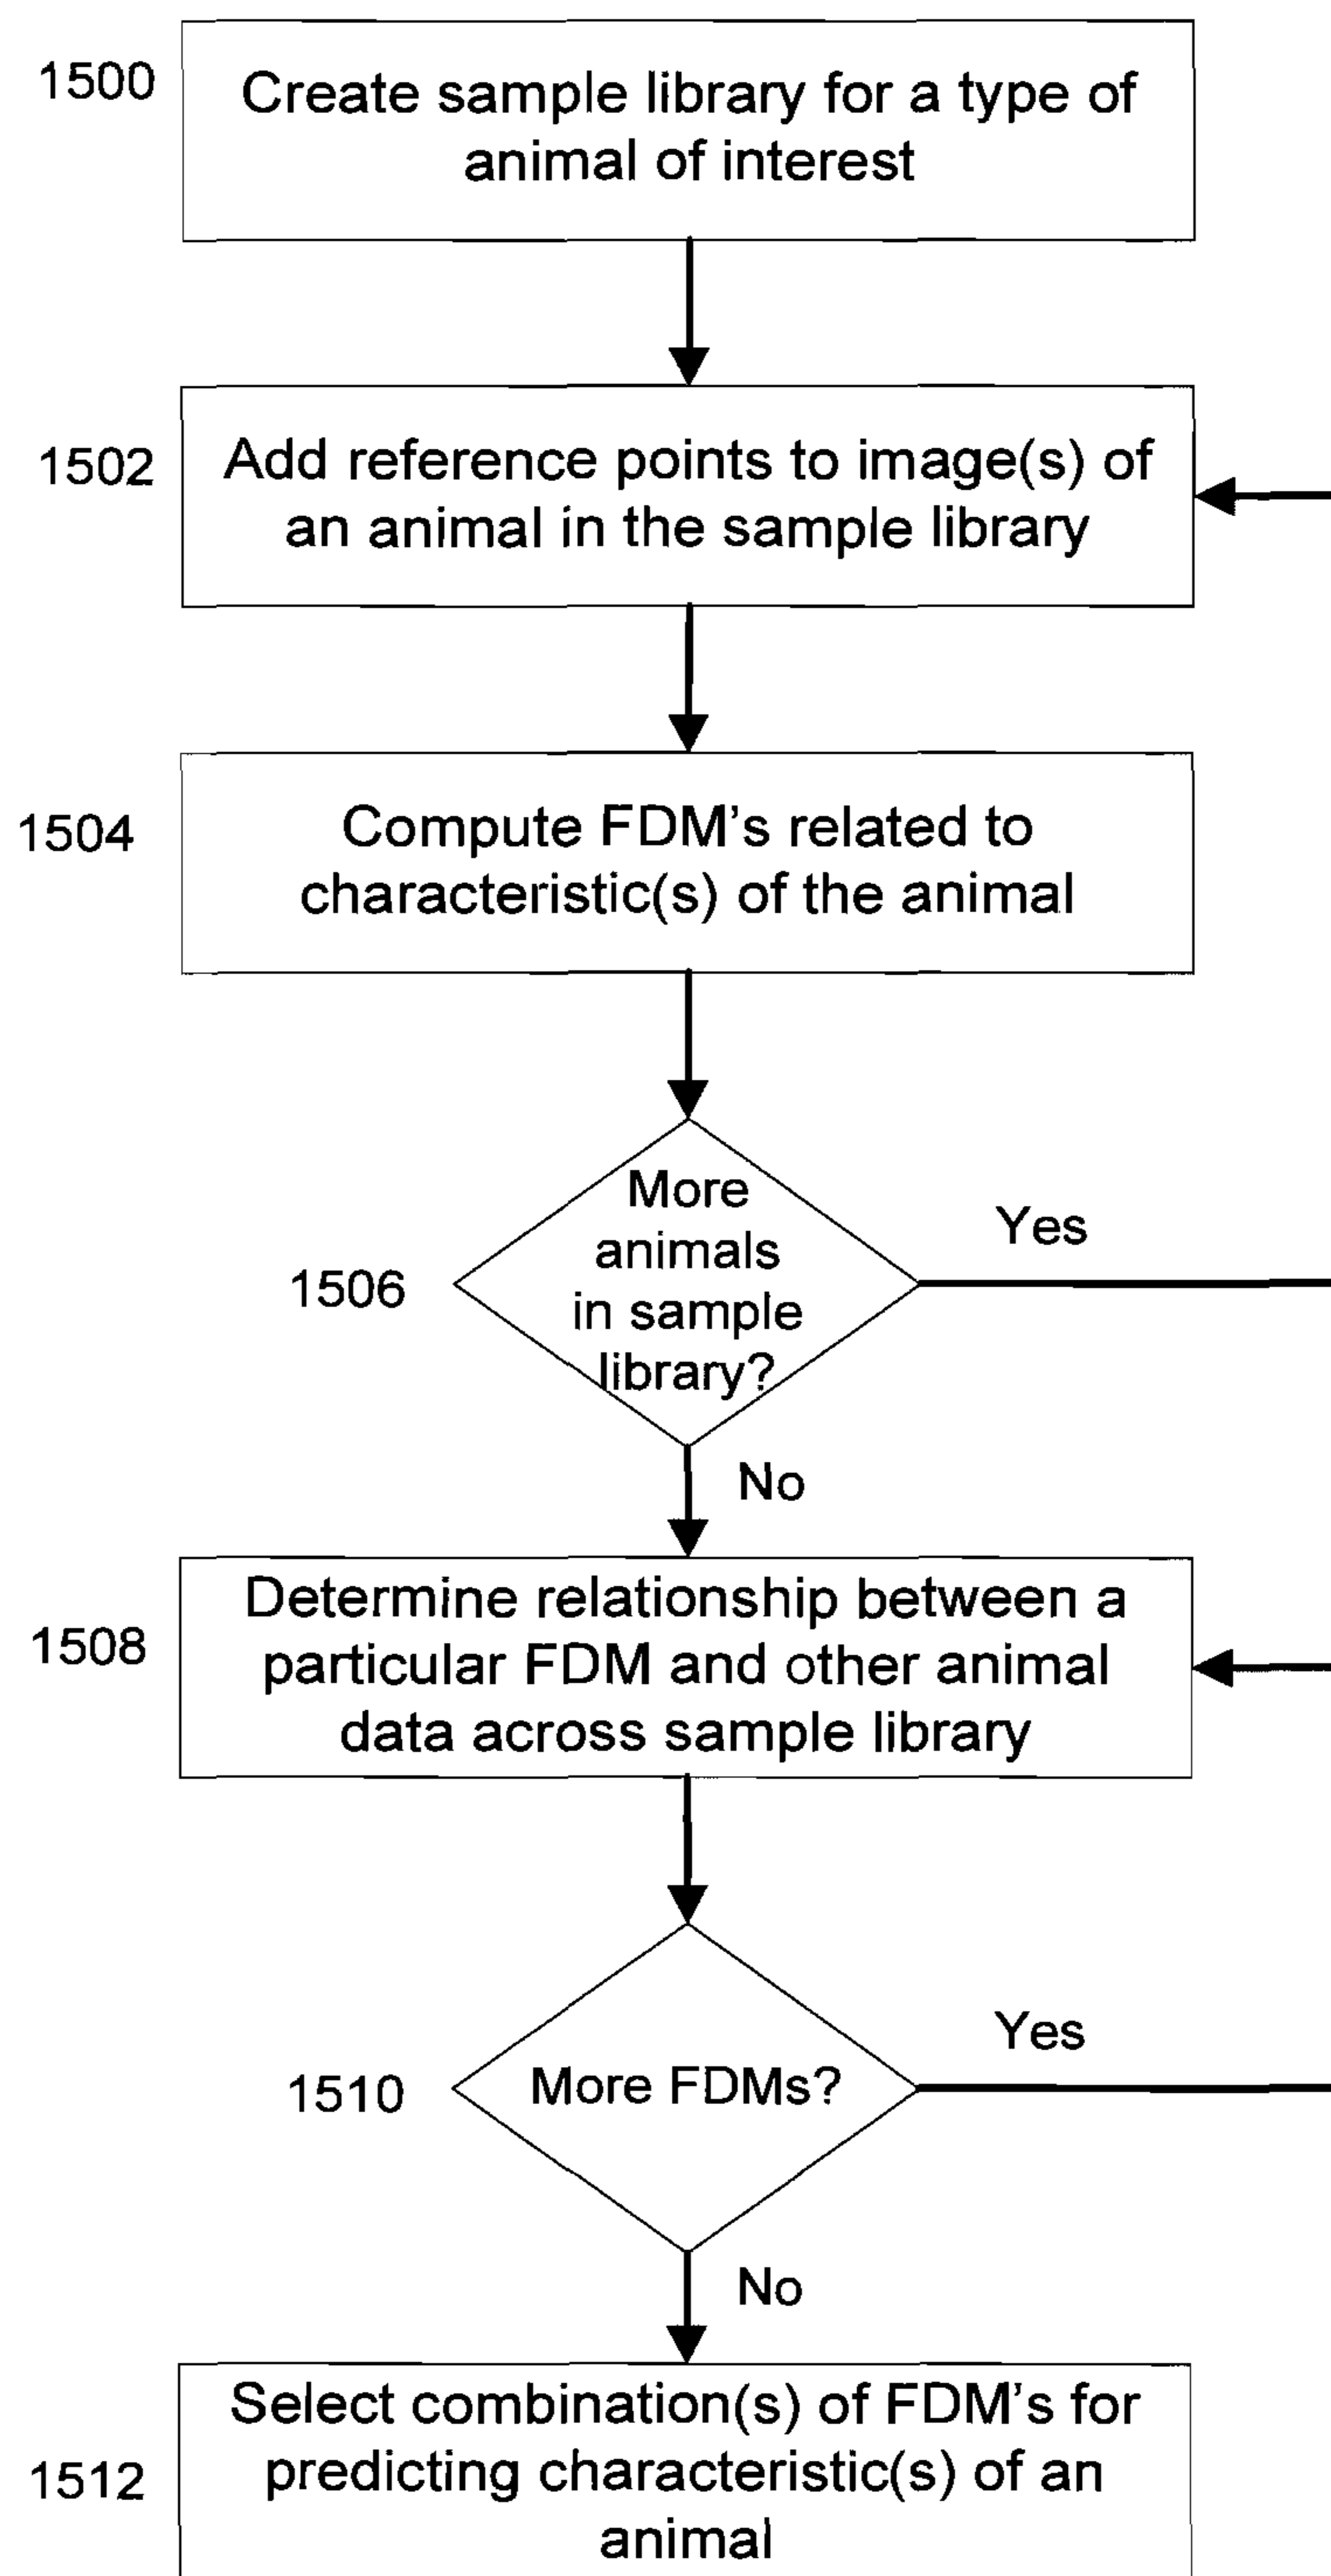 1500
Create sample library for a type of
animal of interest
1502
Add reference points to image(s) of
an animal in the sample library
1504
Compute FDM's related to
characteristic(s) of the animal
1506
More
animals
in sample
library?
Yes
No
1508
Determine relationship between a
particular FDM and other animal
data across sample library
1510
More FDMs?
Yes
No
1512
Select combination(s) of FDM's for
predicting characteristic(s) of an
animal